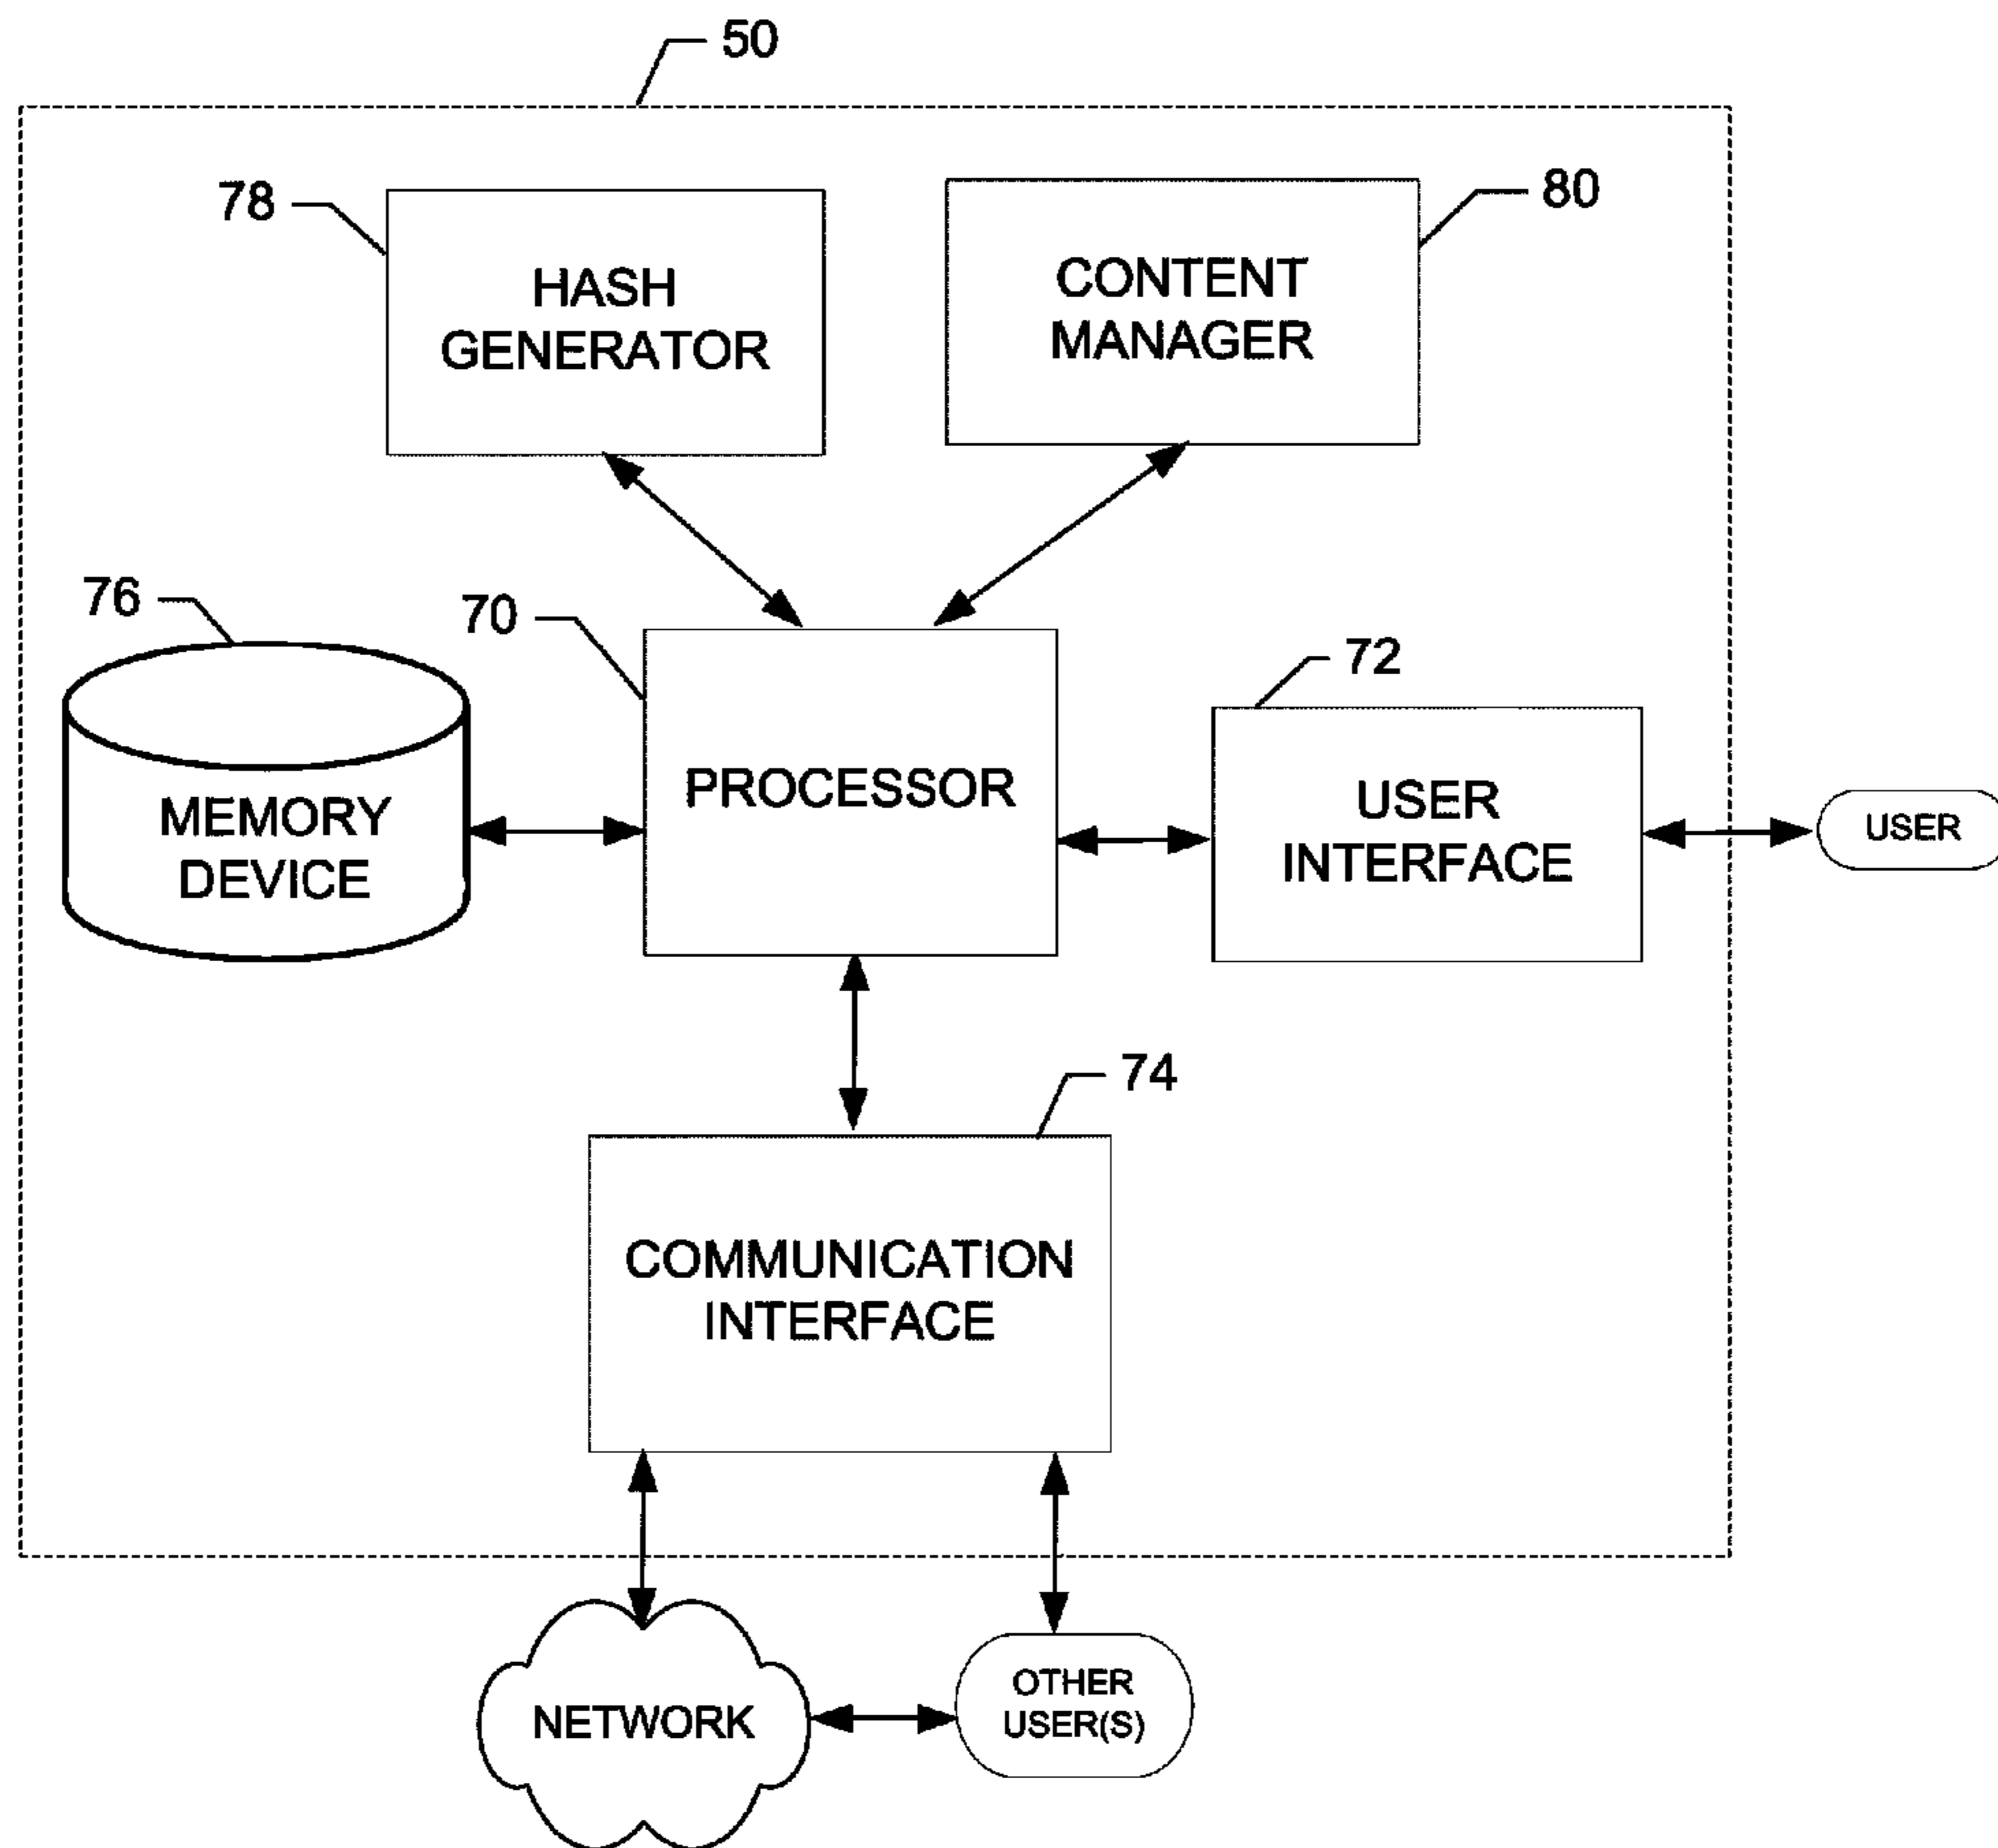 50
78
HASH
GENERATOR
80
CONTENT
MANAGER
76
MEMORY
DEVICE
70
PROCESSOR
72
USER
INTERFACE
USER
74
COMMUNICATION
INTERFACE
NETWORK
OTHER
USER(S)